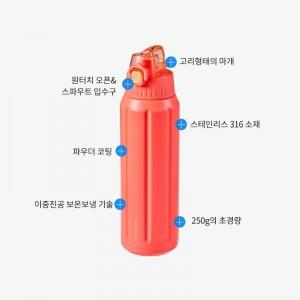 고리형태의 마개
원터치 오픈&
스파우트 입수구
스테인리스 316 소재
파우더 코팅
이중진공 보온보냉 기술
250g의 초경량